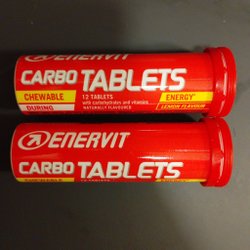 ENERVIT
CARBO TABLETS
CHEWABLE
DURING
12 TABLETS
with carbohydrates and vitamins
NATURALLY FLAVOURED
ENERGY
LEMON FLAVOUR
ENERVIT
CARBO TABLETS